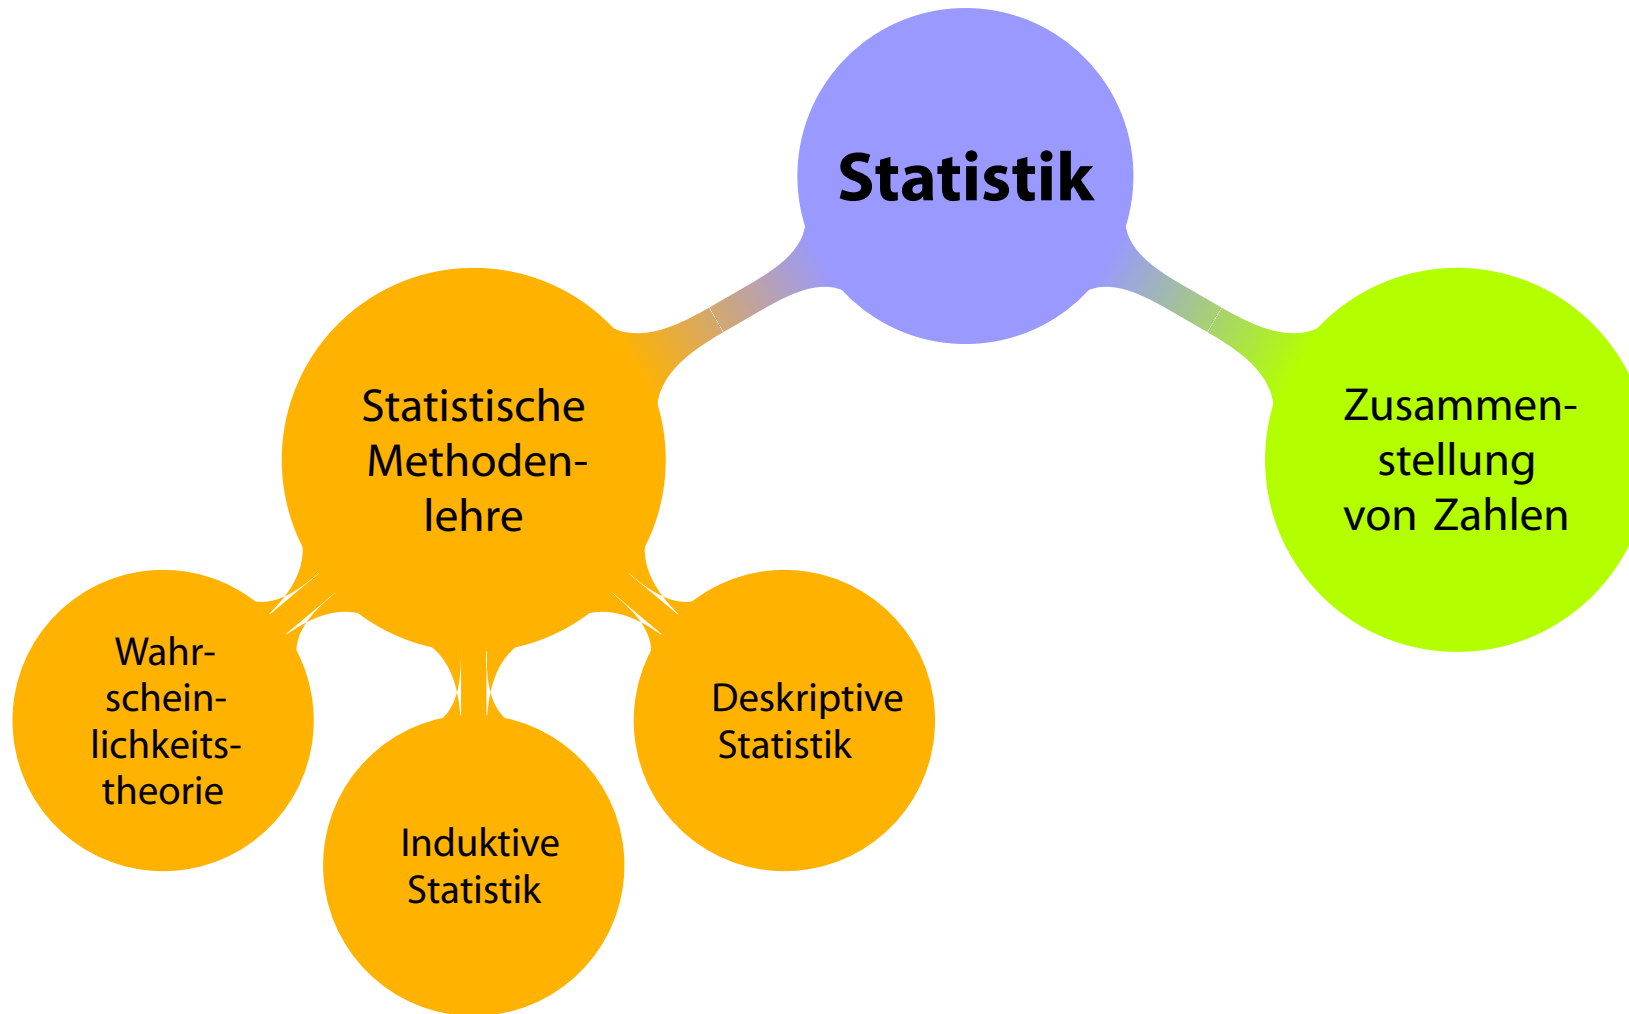 Statistik
Statistische
Methoden-
lehre
Zusammen-
stellung
von Zahlen
Wahr-
schein-
lichkeits-
theorie
Induktive
Statistik
Deskriptive
Statistik